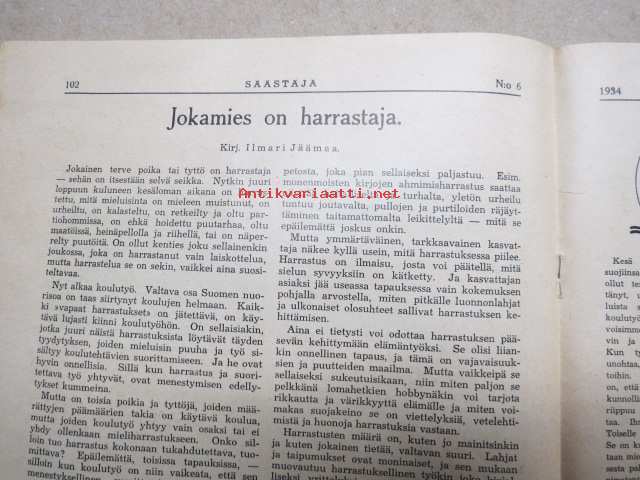 102
SÄÄSTÄJÄ
N:o 6
Jokamies on harrastaja.
Kirj. Ilmari Jäämaa.
Jokainen terve poika tai tyttö on harrastaja
— sehän on itsestään selvä seikka. Nytkin juuri
loppuun kuluneen kesäloman aikana on
tettu, mitä mieluisinta on mieleen muistunut, on
urheiltu, on kalasteltu, on retkeilty ja oltu par-
tiohommissa, on ehkä hoidettu puutarhaa, oltu
maatöissä, heinäpellolla ja riihellä, tai on näper-
relty puutöitä. On ollut kenties joku sellainenkin
joukossa, joka on harrastanut vain laiskottelua,
mutta harrastelua se on sekin, vaikkei aina suosi-
teltavaa.
Nyt alkaa koulutyö. Valtava osa Suomen nuo-
risoa on taas siirtynyt koulujen helmaan. Kaik-
ki svapaat harrastukset on jätettävä, on käy-
tävä lujasti kiinni koulutyöhön. On sellaisiakin,
jotka juuri näistä harrastuksista löytävät täyden
tyydytyksen, joiden mieluisin puuha ja työ si-
sältyy koulutehtävien suorittamiseen. Ja he ovat
hyvin onnellisia. Sillä kun harrastus ja suori-
tettava työ yhtyvät, ovat menestymisen edelly-
tykset kummeina.
Mutta on toisia poikia ja tyttöjä, joiden mää-
rättyjen päämäärien takia on käytävä koulua,
mutta joiden koulutyö yhtyy vain osaksi tai ei
yhdy ollenkaan mieliharrastukseen. Onko sil-
loin tuo harrastus kokonaan tukahdutettava, tuo-
mittava? Epäilemättä, toisissa tapauksissa, —
silloin kun koulutyö on niin vaikeata, että sen
menestyksellinen
petosta, joka pian sellaiseksi paljastuu. Esim.
monenmoisten kirjojen ahmimisharrastus saattaa
turhalta, yletön urheilu
tuntuu joutavalta, pullojen ja purtiloiden räjäyt-
täminen taitamattomalta leikittelyltä — mitä se
epäilemättä joskus onkin.
Mutta ymmärtäväinen, tarkkaavainen kasvat-
taja näkee kyllä usein, mitä harrastuksessa piilee.
Harrastus on ilmaisu, josta voi päätellä, mitä
sielun syvyyksiin on kätketty. Ja kasvattajan
asiaksi jää useassa tapauksessa vain kokemuksen
pohjalla arvostella, miten pitkälle luonnonlahjat
ja ulkonaiset olosuhteet sallivat harrastuksen ke-
hittämisen.
Aina ei tietysti voi odottaa harrastuksen pää-
sevän kehittymään elämäntyöksi. Se olisi liian-
kin onnellinen tapaus, ja tämä on vajavaisuuk-
sien ja puutteiden maailma. Mutta vaikkeipä se
sellaiseksi sukeutuisikaan, niin miten paljon se
pelkkänä lomahetkien hobbynäkin voi tarjota
rikkautta ja värikkyyttä elämälle ja miten voi-
makas suojakeino se on viettelyksiä, vetelehti-
mistä ja huonoja harrastuksia vastaan.
Harrastusten määrä on, kuten jo mainitsinkin
ja kuten jokainen tietää, valtavan suuri. Lahjat
ja taipumukset ovat moninaiset, ja sen mukaan
muovautuu harrastuksellinen työkin joko
Antikvariaatti.net
1934
Kesä
suojiinsa
ollut
tänyt,
luista
koulutyö
voisimme
vin ja
Kun
unohtaa,
toihin.
on, että
kunnollä
riippuu
taa. On
Toiselle
Se on
on, ettei